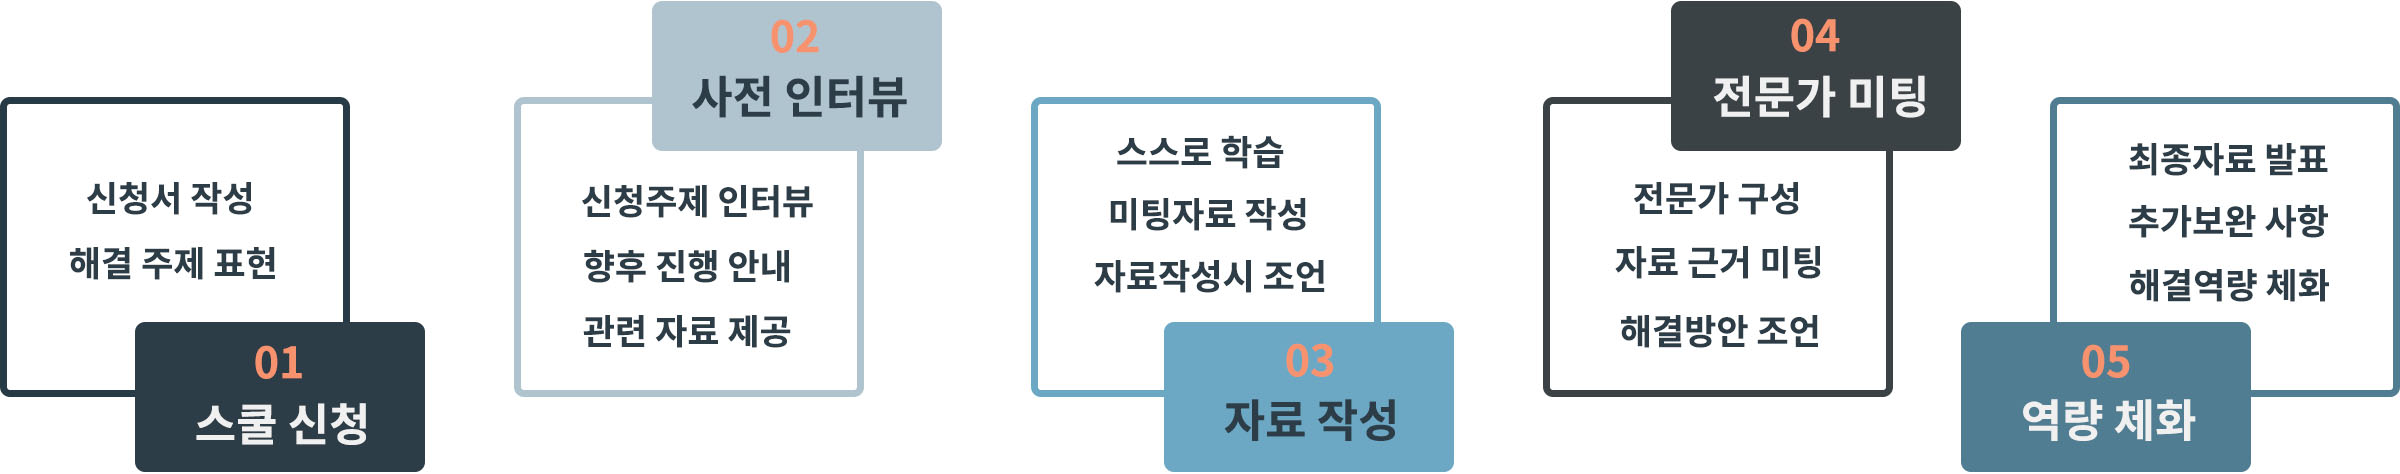 신청서 작성
해결 주제 표현
01
스쿨 신청
02
사전 인터뷰
신청주제 인터뷰
향후 진행 안내
관련 자료 제공
스스로 학습
미팅자료 작성
자료작성시 조언
03
자료 작성
04
전문가 미팅
전문가 구성
자료 근거 미팅
해결방안 조언
최종자료 발표
추가보완 사항
해결역량 체화
05
역량 체화